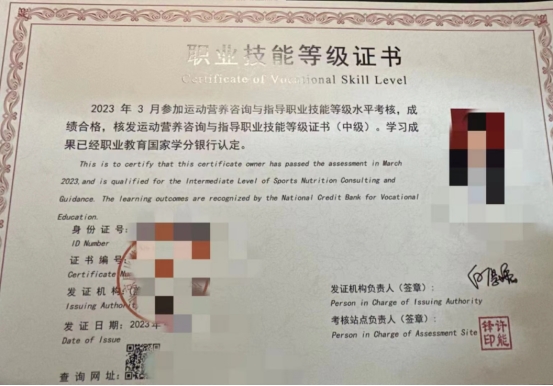 职业技能等级证书
Certificate of Vocational Skill Level
2023 年 3 月参加运动营养咨询与指导职业技能等级水平考核，成
绩合格，核发运动营养咨询与指导职业技能等级证书（中级）。学习成
果已经职业教育国家学分银行认定。
This is to certify that this certificate owner has passed the assessment in March
2023,and is qualified for the Intermediate Level of Sports Nutrition Consulting and
Guidance. The learning outcomes are recognized by the National Credit Bank for Vocational
Education.
身 份 证 号：
ID Number
证 书 编 号：
Certificate
发 证 机 构：
Issuing
发 证 日 期：2023年
Date of Issue
查 询 网 址：
发证机构负责人（签章）：
Person in Charge of Issuing Authority
考核站点负责人（签章）：
Person in Charge of Assessment Site